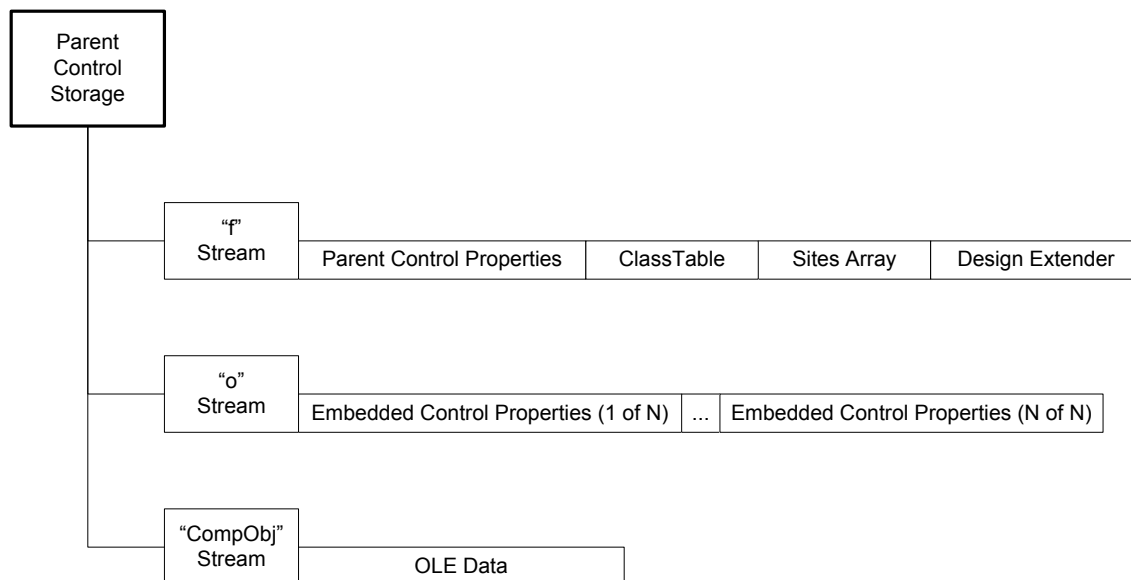 Parent
Control
Storage
“f”
Stream
Parent Control Properties
ClassTable
Sites Array
Design Extender
“o”
Stream
Embedded Control Properties (1 of N)
...
Embedded Control Properties (N of N)
“CompObj”
Stream
OLE Data